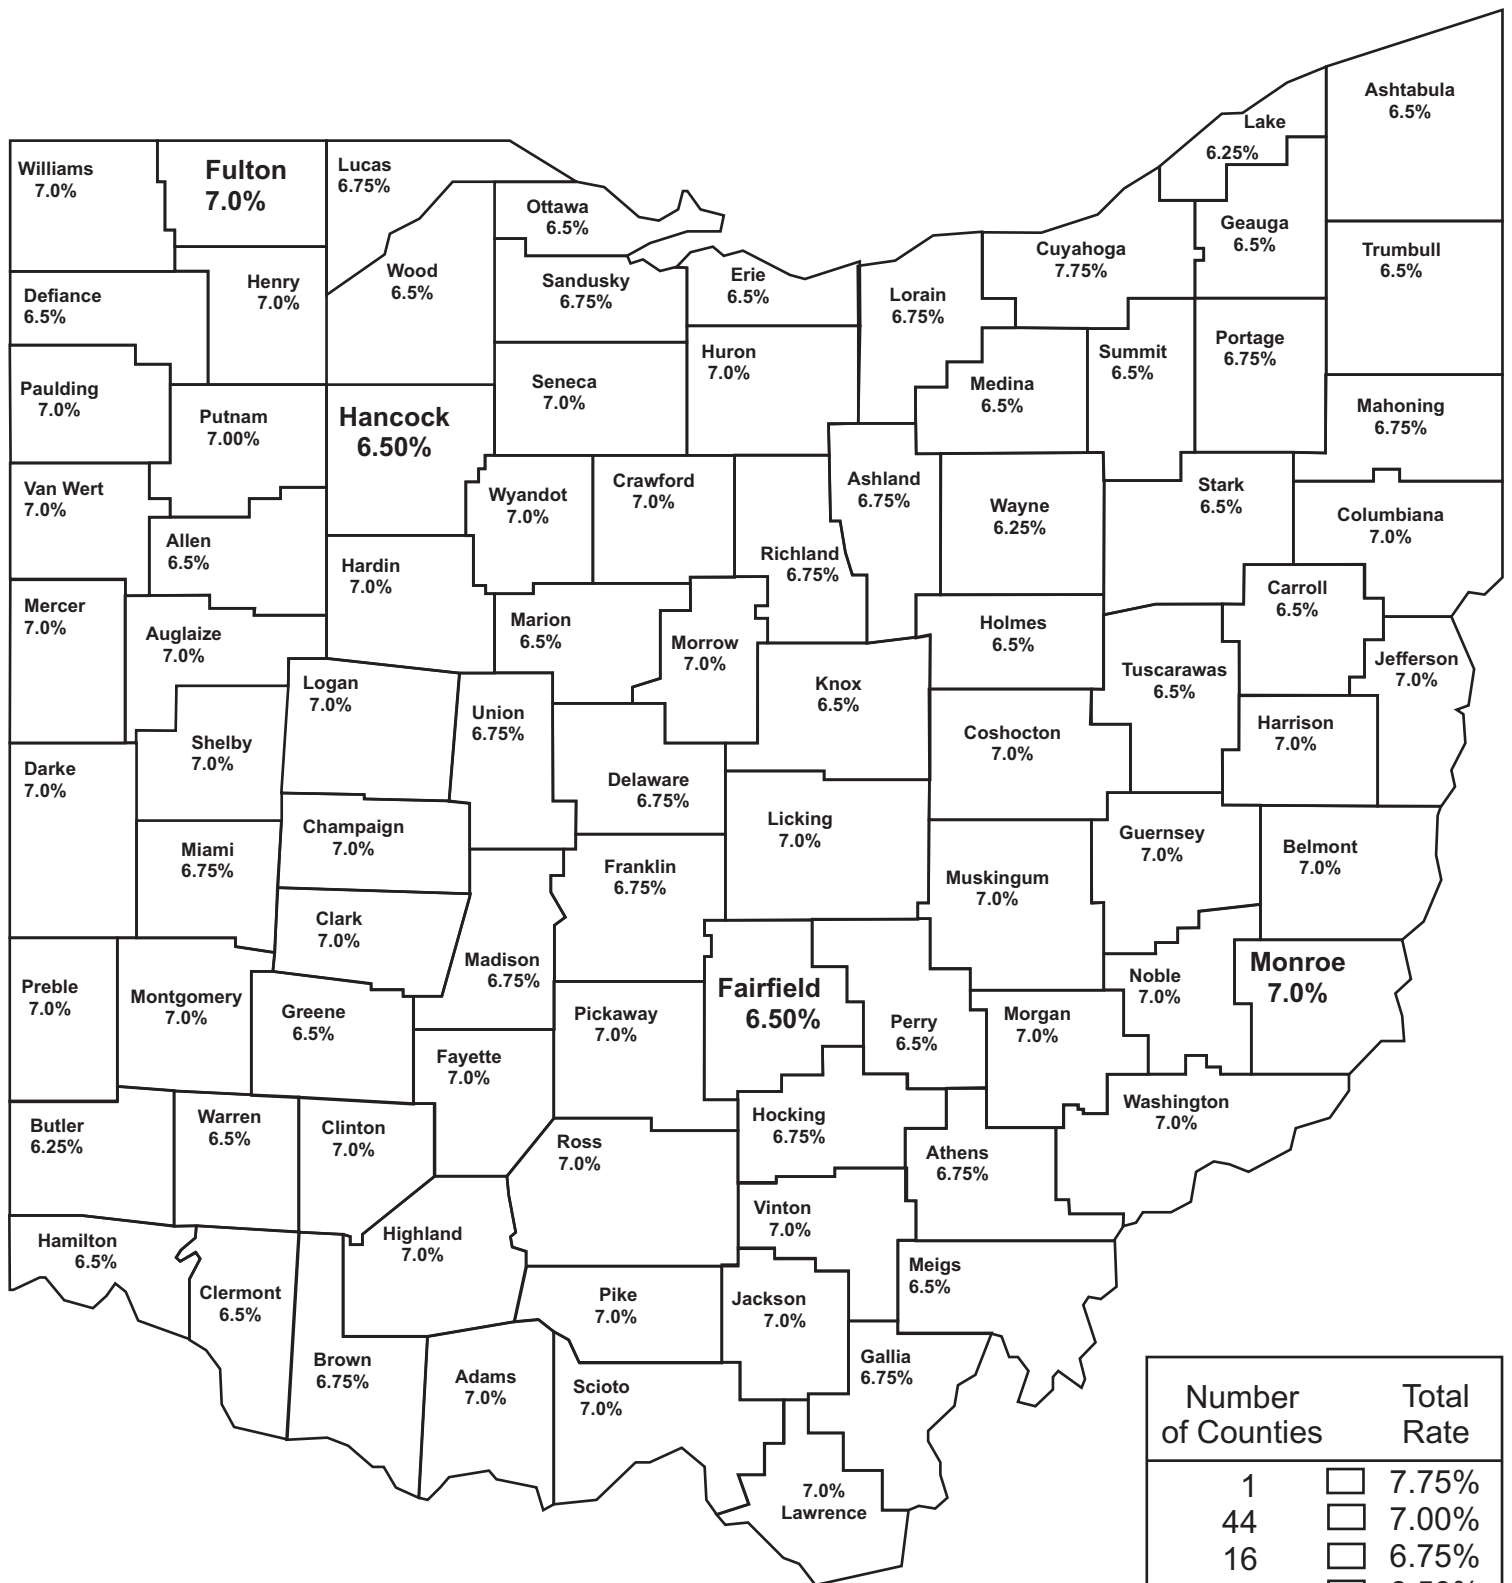 Ashtabula
6.5%
Lake
6.25%
Williams
7.0%
Fulton
7.0%
Lucas
6.75%
Ottawa
6.5%
Geauga
6.5%
Cuyahoga
7.75%
Trumbull
6.5%
Defiance
6.5%
Henry
7.0%
Wood
6.5%
Sandusky
6.75%
Erie
6.5%
Lorain
6.75%
Paulding
7.0%
Putnam
7.00%
Hancock
6.50%
Seneca
7.0%
Huron
7.0%
Medina
6.5%
Summit
6.5%
Portage
6.75%
Mahoning
6.75%
Van Wert
7.0%
Allen
6.5%
Wyandot
7.0%
Crawford
7.0%
Richland
6.75%
Ashland
6.75%
Wayne
6.25%
Stark
6.5%
Columbiana
7.0%
Mercer
7.0%
Auglaize
7.0%
Hardin
7.0%
Marion
6.5%
Morrow
7.0%
Holmes
6.5%
Carroll
6.5%
Tuscarawas
6.5%
Jefferson
7.0%
Logan
7.0%
Union
6.75%
Knox
6.5%
Coshocton
7.0%
Harrison
7.0%
Darke
7.0%
Shelby
7.0%
Delaware
6.75%
Miami
6.75%
Champaign
7.0%
Licking
7.0%
Guernsey
7.0%
Belmont
7.0%
Franklin
6.75%
Muskingum
7.0%
Clark
7.0%
Madison
6.75%
Preble
7.0%
Montgomery
7.0%
Greene
6.5%
Pickaway
7.0%
Fairfield
6.50%
Perry
6.5%
Morgan
7.0%
Noble
7.0%
Monroe
7.0%
Fayette
7.0%
Butler
6.25%
Warren
6.5%
Clinton
7.0%
Ross
7.0%
Hocking
6.75%
Athens
6.75%
Washington
7.0%
Hamilton
6.5%
Clermont
6.5%
Highland
7.0%
Vinton
7.0%
Meigs
6.5%
Pike
7.0%
Jackson
7.0%
Brown
6.75%
Adams
7.0%
Scioto
7.0%
Gallia
6.75%
7.0%
Lawrence
Number of Counties Total Rate
1 7.75%
44 7.00%
16 6.75%